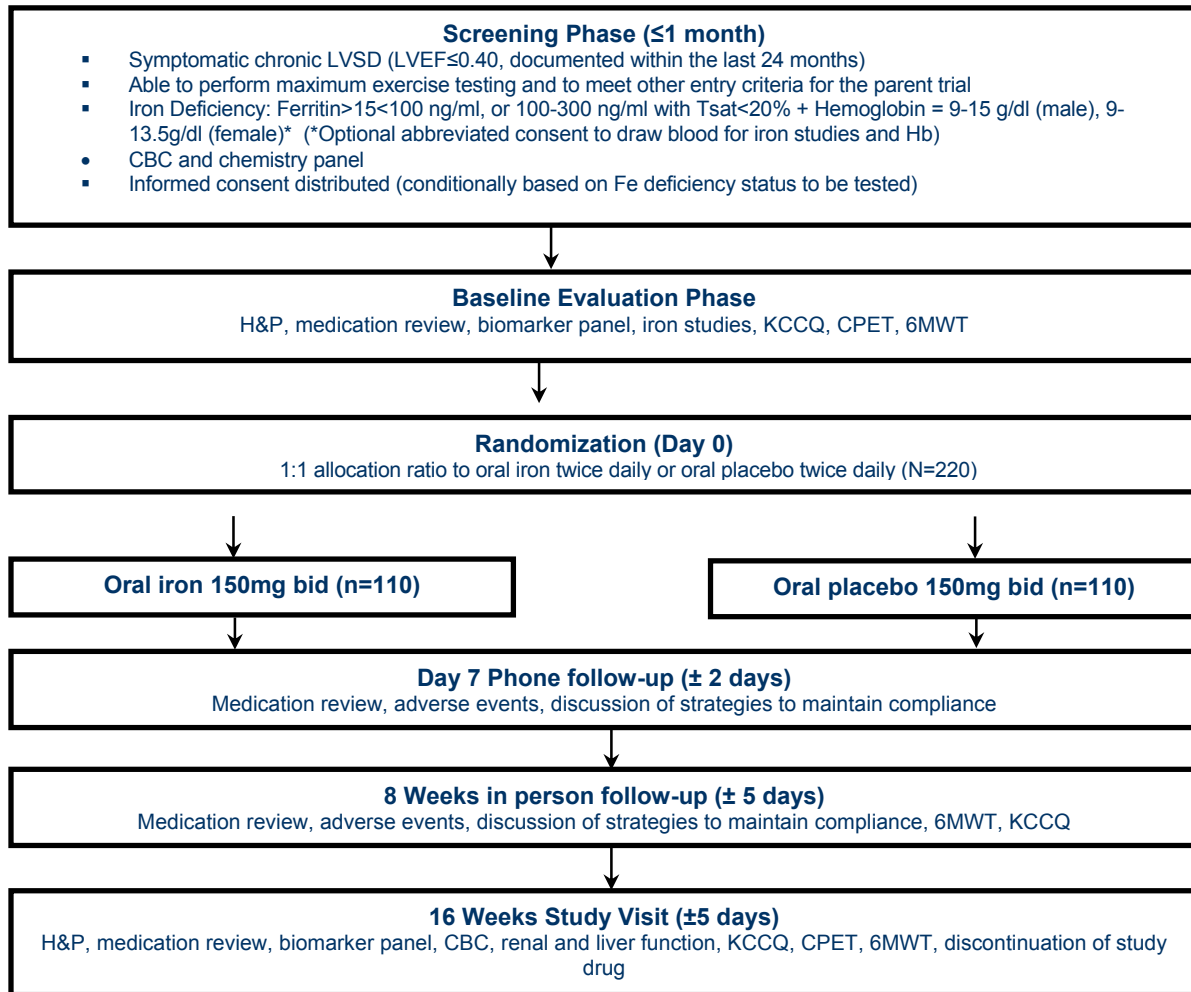 Screening Phase (≤1 month)
▪ Symptomatic chronic LVSD (LVEF≤0.40, documented within the last 24 months)
▪ Able to perform maximum exercise testing and to meet other entry criteria for the parent trial
▪ Iron Deficiency: Ferritin>15<100 ng/ml, or 100-300 ng/ml with Tsat<20% + Hemoglobin = 9-15 g/dl (male), 9-
13.5g/dl (female)* (*Optional abbreviated consent to draw blood for iron studies and Hb)
• CBC and chemistry panel
▪ Informed consent distributed (conditionally based on Fe deficiency status to be tested)
Baseline Evaluation Phase
H&P, medication review, biomarker panel, iron studies, KCCQ, CPET, 6MWT
Randomization (Day 0)
1:1 allocation ratio to oral iron twice daily or oral placebo twice daily (N=220)
Oral iron 150mg bid (n=110)
Oral placebo 150mg bid (n=110)
Day 7 Phone follow-up (± 2 days)
Medication review, adverse events, discussion of strategies to maintain compliance
8 Weeks in person follow-up (± 5 days)
Medication review, adverse events, discussion of strategies to maintain compliance, 6MWT, KCCQ
16 Weeks Study Visit (±5 days)
H&P, medication review, biomarker panel, CBC, renal and liver function, KCCQ, CPET, 6MWT, discontinuation of study
drug